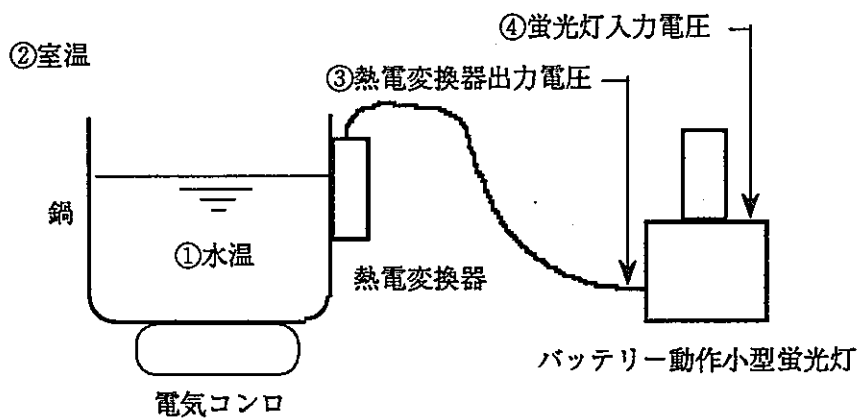 ④蛍光灯入力電圧
②室温
③熱電変換器出力電圧
鍋
①水温
熱電変換器
バッテリー動作小型蛍光灯
電気コンロ